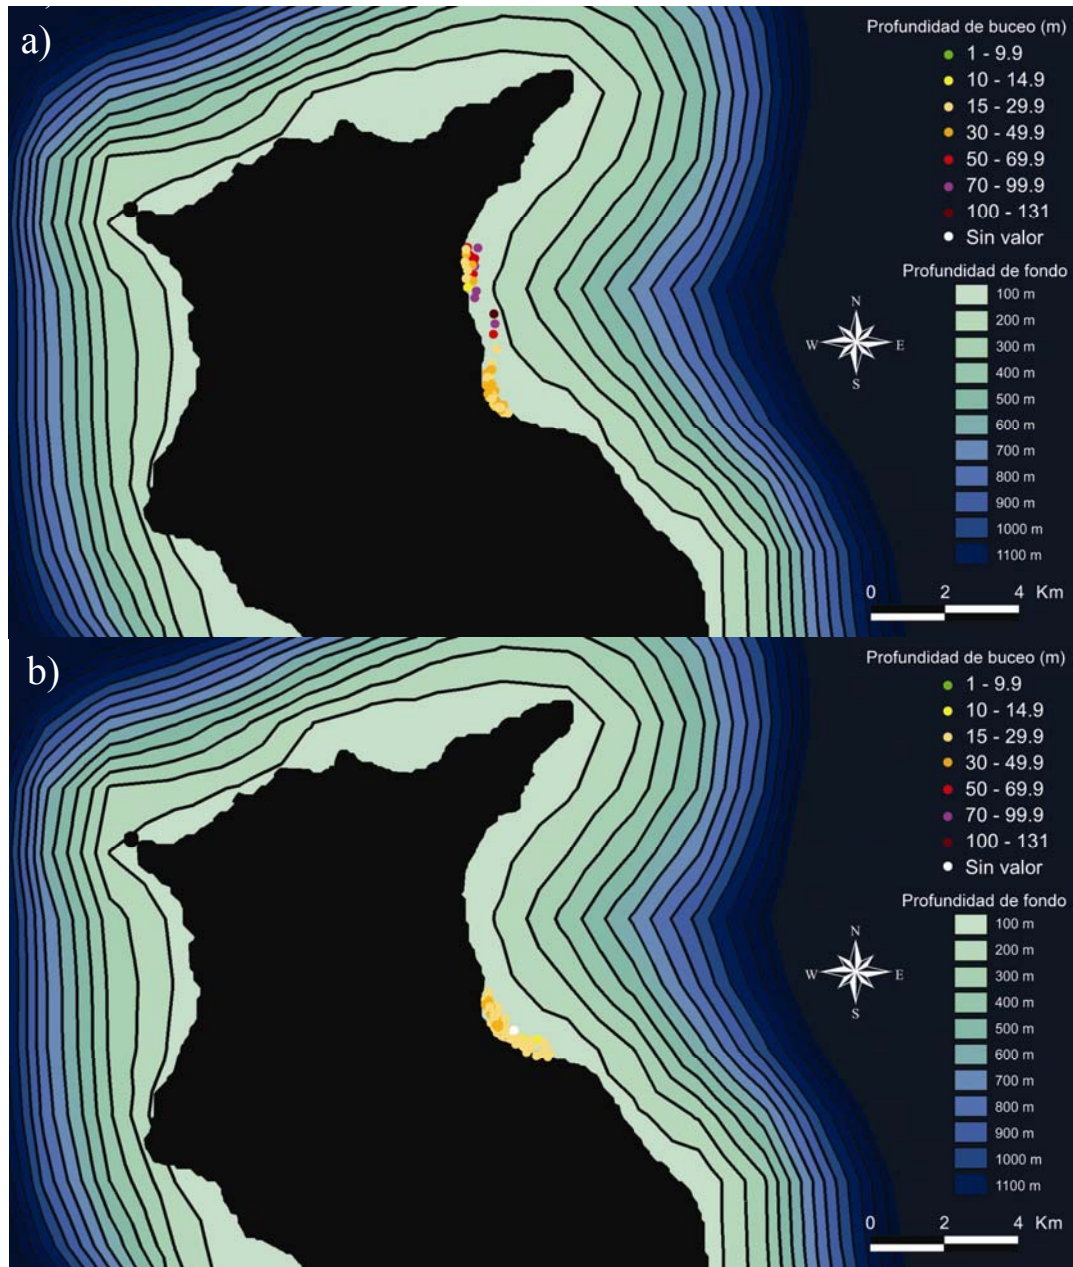 a)
Profundidad de buceo (m)
1 - 9.9
10 - 14.9
15 - 29.9
30 - 49.9
50 - 69.9
70 - 99.9
100 - 131
Sin valor
Profundidad de fondo
100 m
200 m
300 m
400 m
500 m
600 m
700 m
800 m
900 m
1000 m
1100 m
N
W E
S
0 2 4 Km
b)
Profundidad de buceo (m)
1 - 9.9
10 - 14.9
15 - 29.9
30 - 49.9
50 - 69.9
70 - 99.9
100 - 131
Sin valor
Profundidad de fondo
100 m
200 m
300 m
400 m
500 m
600 m
700 m
800 m
900 m
1000 m
1100 m
N
W E
S
0 2 4 Km